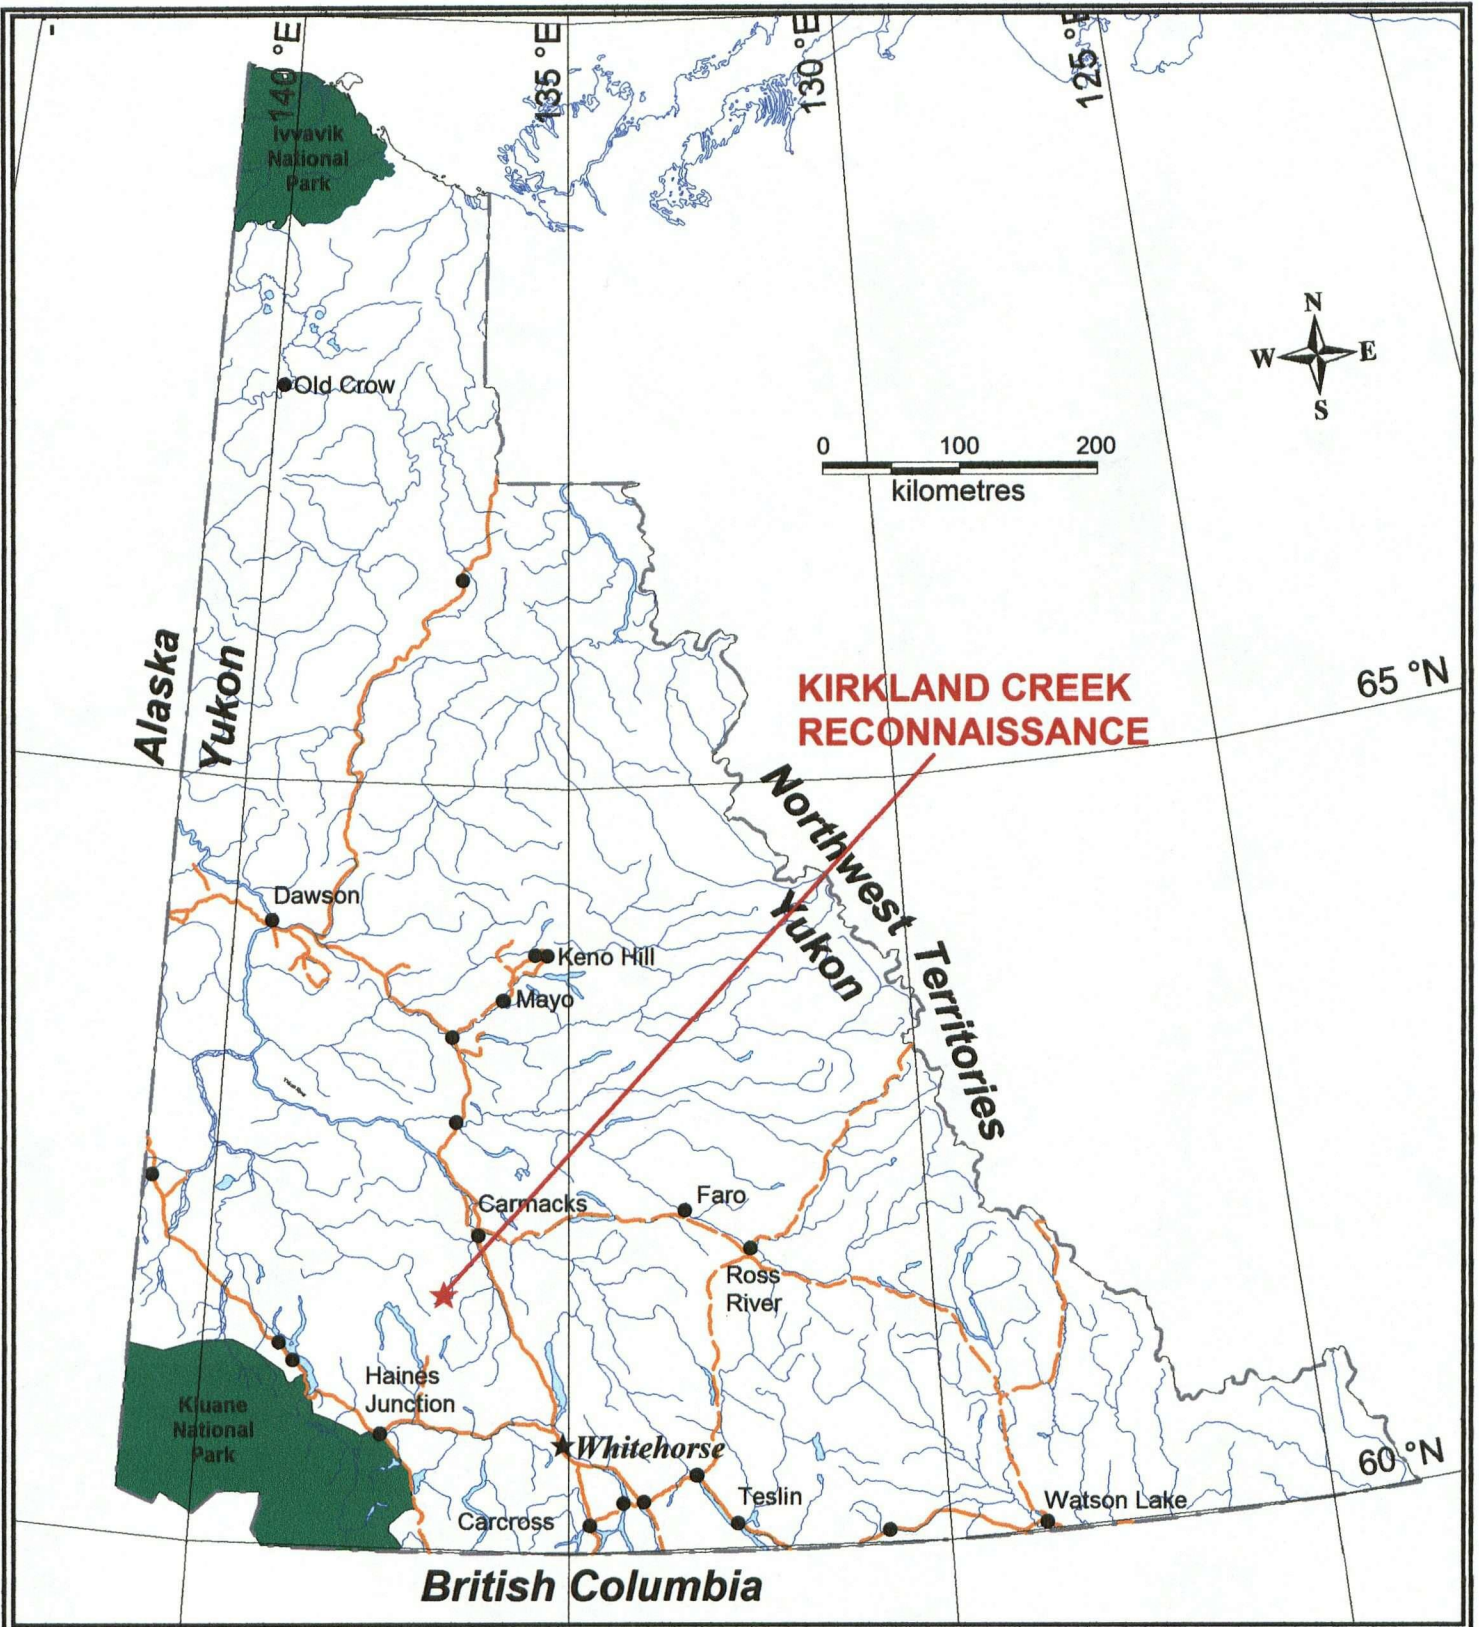 140 °E
135 °E
130 °E
125 °E
Ivvavik
National
Park
N
W
E
S
Old Crow
0
100
200
kilometres
Alaska
Yukon
65 °N
KIRKLAND CREEK
RECONNAISSANCE
Northwest Territories
Yukon
Dawson
Keno Hill
Mayo
Carmacks
Faro
Ross
River
Haines
Junction
Kluane
National
Park
Whitehorse
60 °N
Teslin
Watson Lake
Carcross
British Columbia